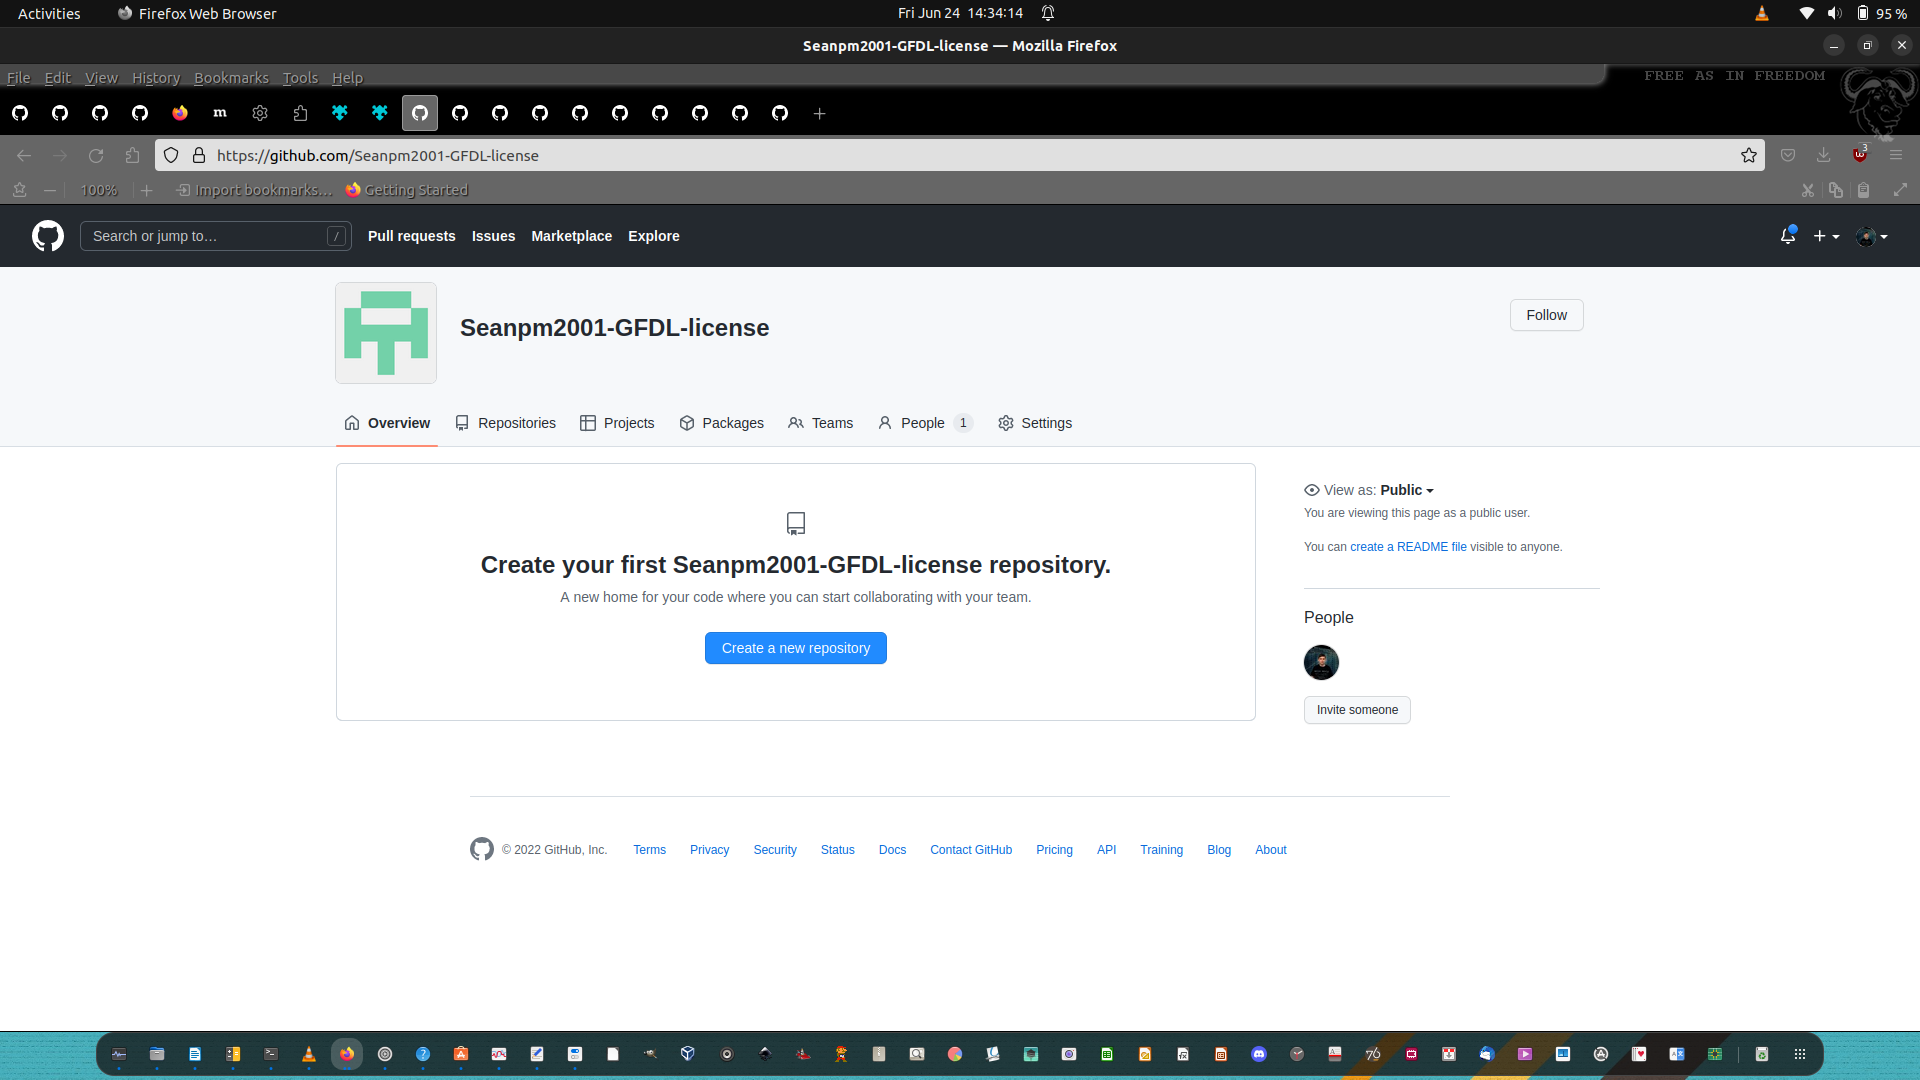 Activities Firefox Web Browser Fri Jun 24 14:34:14 95 %
Seanpm2001-GFDL-license — Mozilla Firefox
File Edit View History Bookmarks Tools Help FREE AS IN FREEDOM
m
https://github.com/Seanpm2001-GFDL-license 3
100% Import bookmarks... Getting Started
Search or jump to... / Pull requests Issues Marketplace Explore
Seanpm2001-GFDL-license
Follow
Overview Repositories Projects Packages Teams People 1 Settings
View as: Public
You are viewing this page as a public user.
You can create a README file visible to anyone.
Create your first Seanpm2001-GFDL-license repository.
A new home for your code where you can start collaborating with your team.
Create a new repository
People
Invite someone
© 2022 GitHub, Inc. Terms Privacy Security Status Docs Contact GitHub Pricing API Training Blog About
76